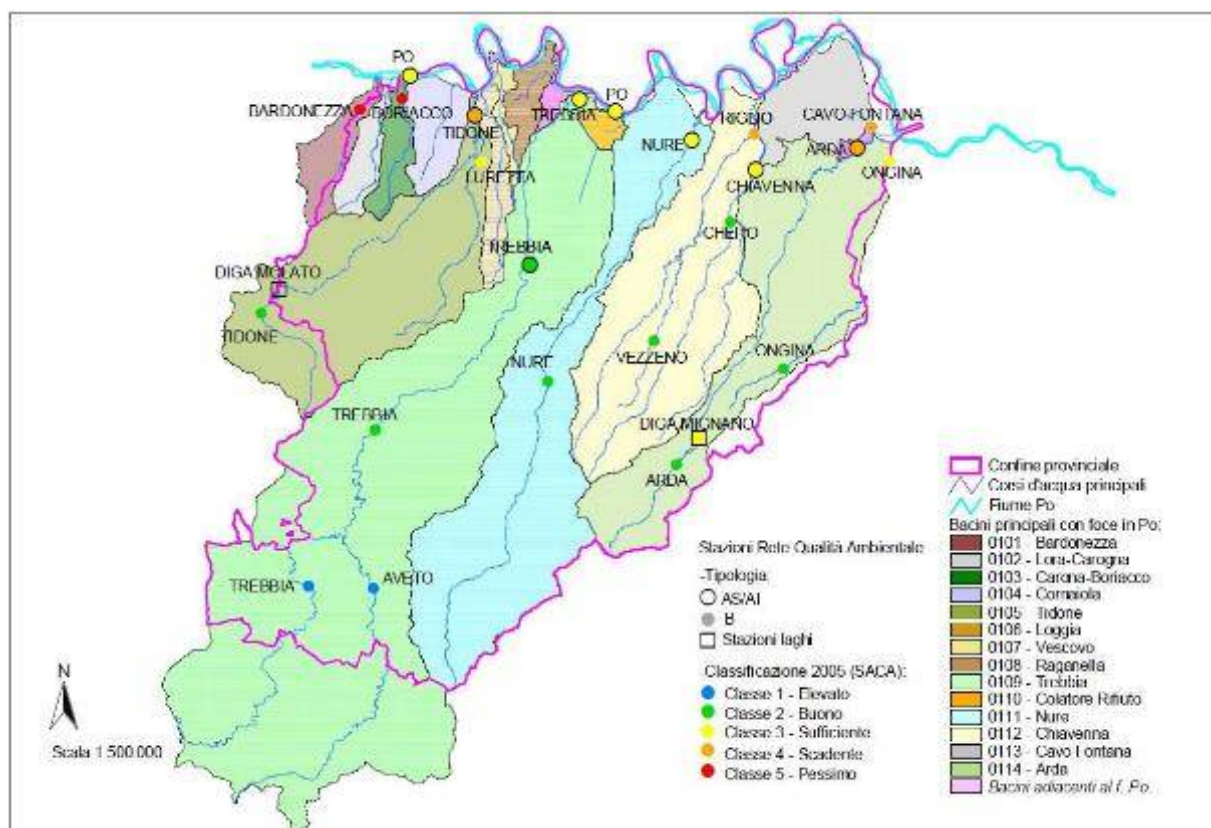 PO
BARDONEZZA
BORIACCO
TIDONE
TREBBIA
PO
NURE
RIGLIO
CAVO FONTANA
ARDA
ONGINA
LURETTA
CHIAVENNA
CHERO
TREBBIA
DIGA MOLATO
TIDONE
NURE
VEZZENO
ONGINA
TREBBIA
DIGA MIGNANO
ARDA
TREBBIA
AVETO
N
Scala 1:500.000
Stazioni Rete Qualità Ambientale
-Tipologia:
AS/AI
B
Stazioni laghi
Classificazione 2005 (SACA):
Classe 1 - Elevato
Classe 2 - Buono
Classe 3 - Sufficiente
Classe 4 - Scadente
Classe 5 - Pessimo
Confine provinciale
Corsi d'acqua principali
Fiume Po
Bacini principali con foce in Po:
0101 - Bardonezza
0102 - Lora-Carogna
0103 - Carona-Boriacco
0104 - Cornaiola
0105 - Tidone
0106 - Loggia
0107 - Vescovo
0108 - Raganella
0109 - Trebbia
0110 - Colatore Rifiuto
0111 - Nure
0112 - Chiavenna
0113 - Cavo Fontana
0114 - Arda
Bacini adiacenti al f. Po: